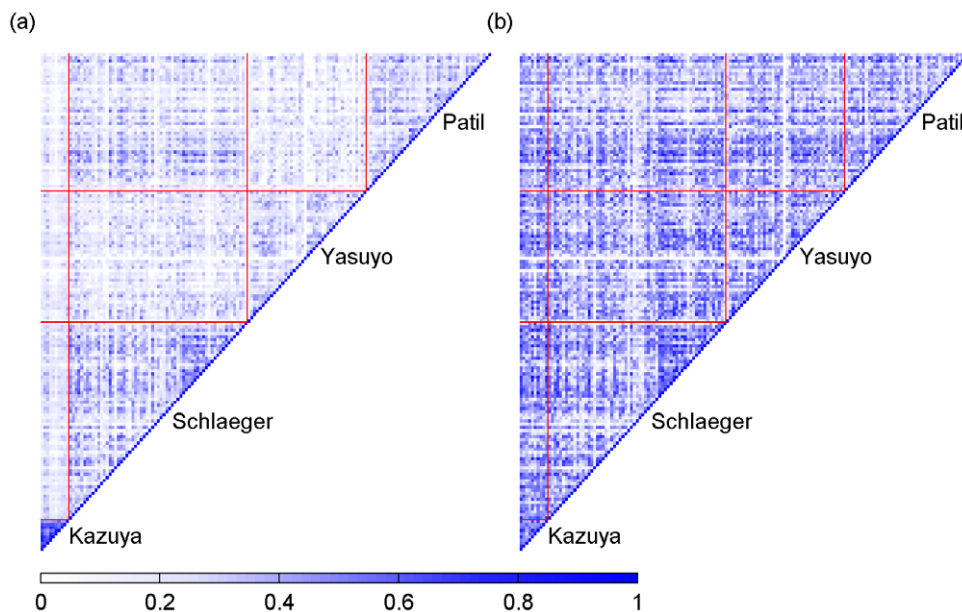 (a)
(b)
Patil
Patil
Yasuyo
Yasuyo
Schlaeger
Schlaeger
Kazuya
Kazuya
0 0.2 0.4 0.6 0.8 1